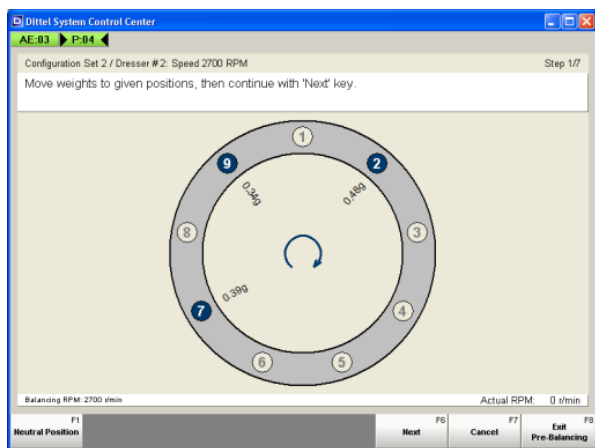 Dittel System Control Center
AE:03 P:04
Configuration Set 2 / Dresser #2: Speed 2700 RPM Step 1/7
Move weights to given positions, then continue with 'Next' key.
1
9 2
0.34g 0.48g
8 3
0.39g
7 4
6 5
Balancing RPM: 2700 r/min Actual RPM: 0 r/min
F1 F6 F7 F8
Neutral Position Next Cancel Exit
Pre-Balancing